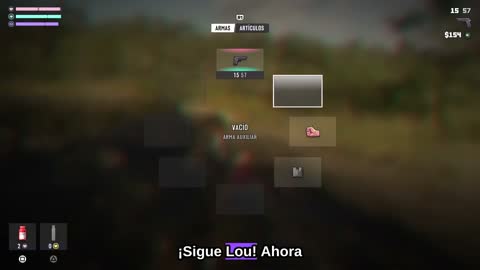 15 57
$154
ARMAS ARTÍCULOS
15 57
VACÍO
ARMA AUXILIAR
2 0
¡Sigue Lou! Ahora